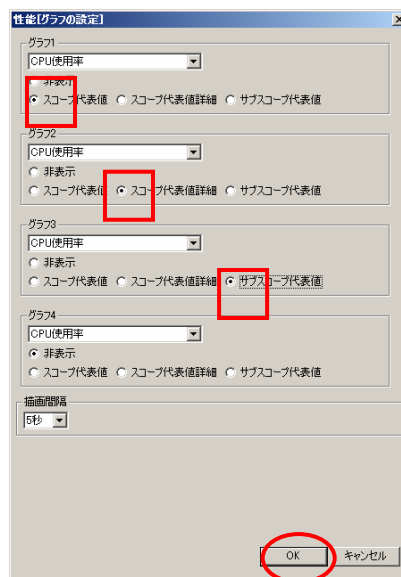 性能[グラフの設定]
グラフ1
CPU使用率
非表示
スコープ代表値 スコープ代表値詳細 サブスコープ代表値
グラフ2
CPU使用率
非表示
スコープ代表値 スコープ代表値詳細 サブスコープ代表値
グラフ3
CPU使用率
非表示
スコープ代表値 スコープ代表値詳細 サブスコープ代表値
グラフ4
CPU使用率
非表示
スコープ代表値 スコープ代表値詳細 サブスコープ代表値
描画間隔
5秒
OK キャンセル